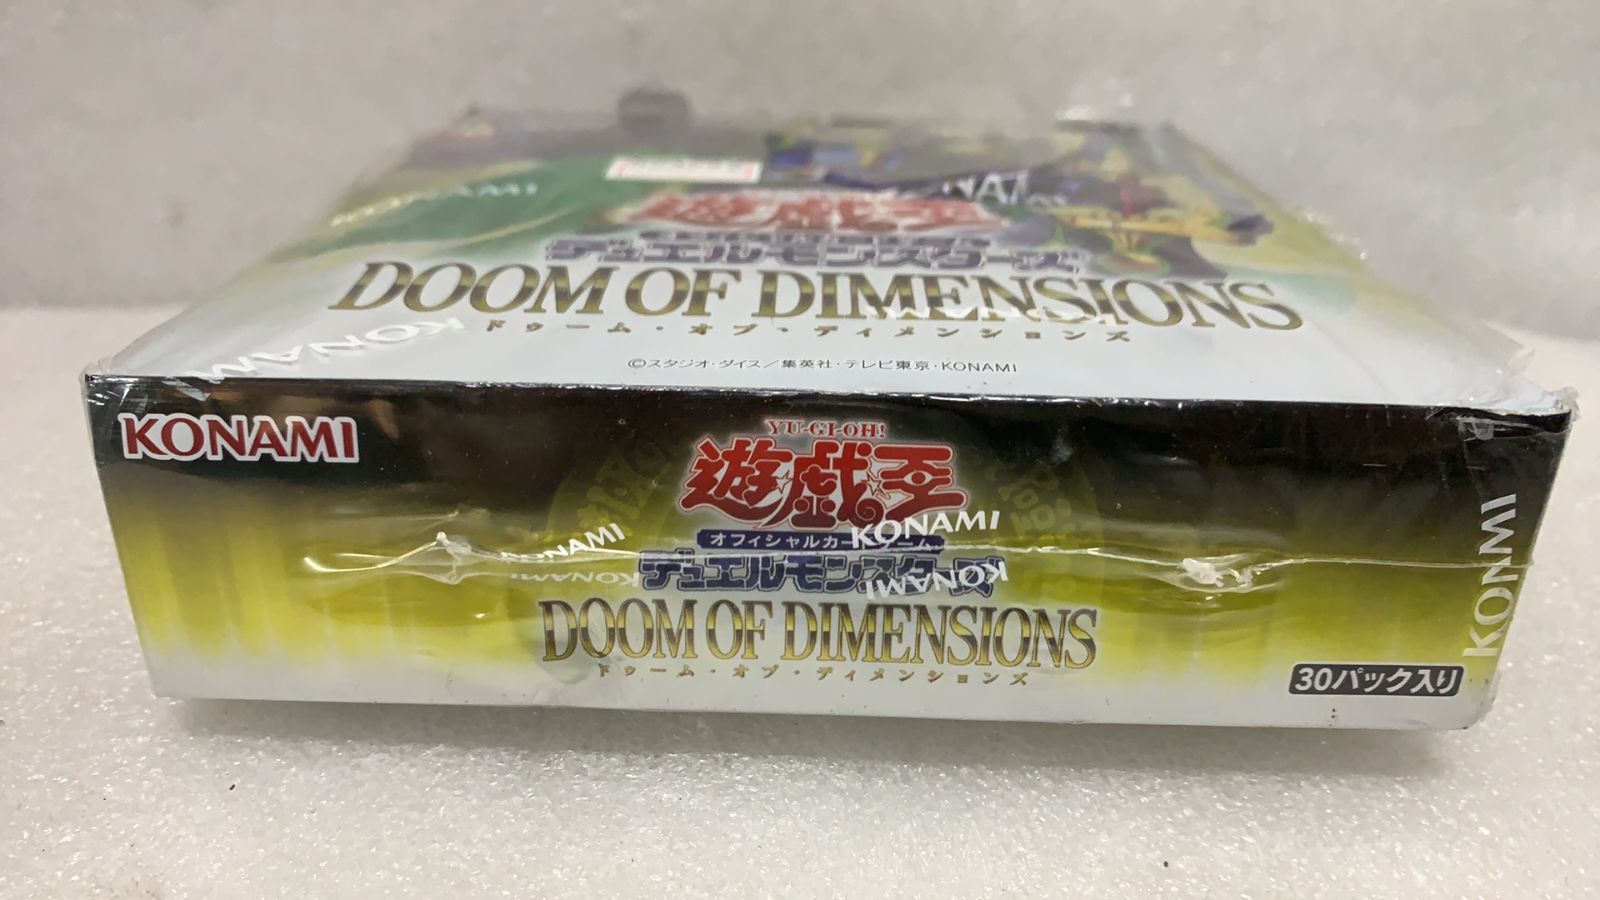 KONAMI
遊戯王
デュエルモンスターズ
DOOM OF DIMENSIONS
ドゥーム・オブ・ディメンションズ
KONAMI
KONAMI
©スタジオ・ダイス/集英社・テレビ東京・KONAMI
KONAMI
YU-GI-OH!
遊戯王
オフィシャルカードゲーム
デュエルモンスターズ
DOOM OF DIMENSIONS
ドゥーム・オブ・ディメンションズ
KONAMI
KONAMI
KONAMI
KONAMI
KONAMI
30パック入り